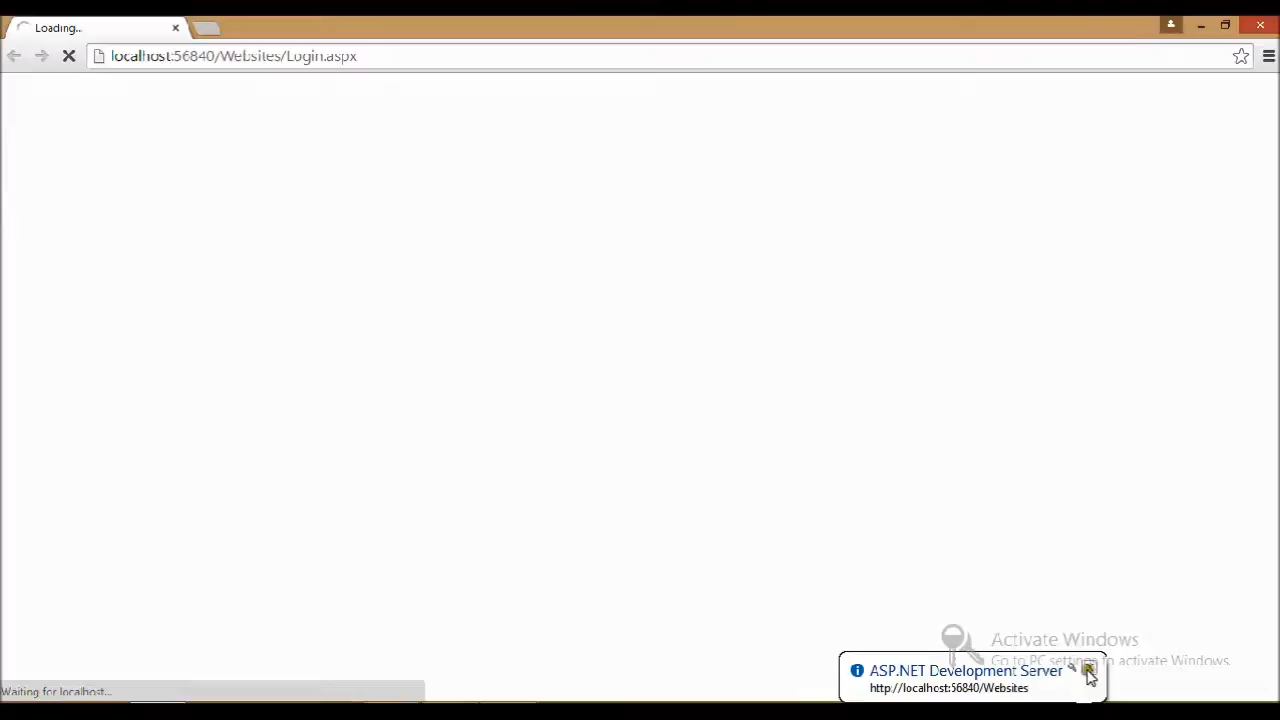 Loading...
localhost:56840/Websites/Login.aspx
Activate Windows
Go to PC settings to activate Windows.
ASP.NET Development Server
http://localhost:56840/Websites
Waiting for localhost...